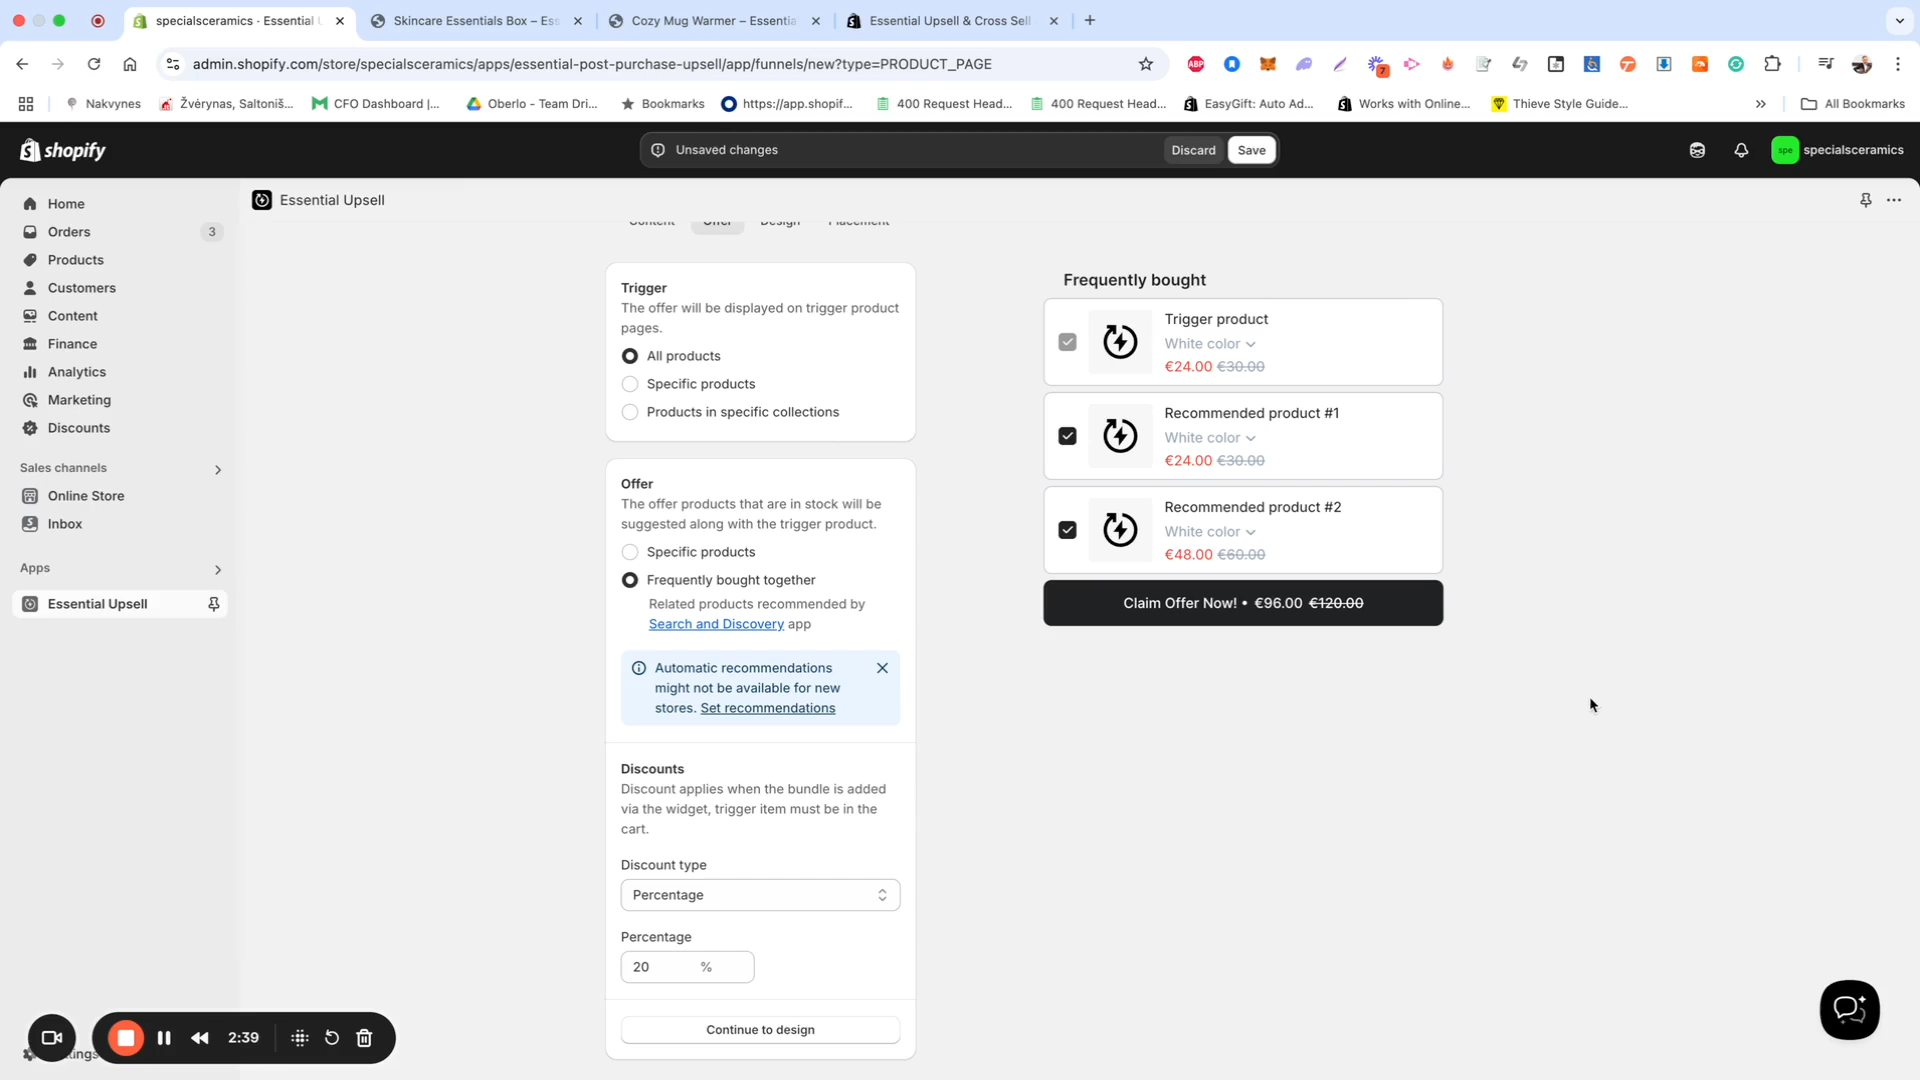 specialsceramics · Essential U
Skincare Essentials Box – Ess
Cozy Mug Warmer – Essentia
Essential Upsell & Cross Sell
admin.shopify.com/store/specialsceramics/apps/essential-post-purchase-upsell/app/funnels/new?type=PRODUCT_PAGE
ABP
7
Nakvynes
Žvėrynas, Saltoniš...
CFO Dashboard |...
Oberlo - Team Dri...
Bookmarks
https://app.shopif...
400 Request Head...
400 Request Head...
EasyGift: Auto Ad...
Works with Online...
Thieve Style Guide...
All Bookmarks
shopify
Unsaved changes
Discard
Save
spe
specialsceramics
Home
Orders
3
Products
Customers
Content
Finance
Analytics
Marketing
Discounts
Sales channels
Online Store
Inbox
Apps
Essential Upsell
Essential Upsell
Content
Offer
Design
Placement
Trigger
The offer will be displayed on trigger product
pages.
All products
Specific products
Products in specific collections
Offer
The offer products that are in stock will be
suggested along with the trigger product.
Specific products
Frequently bought together
Related products recommended by
Search and Discovery app
Automatic recommendations
might not be available for new
stores. Set recommendations
Discounts
Discount applies when the bundle is added
via the widget, trigger item must be in the
cart.
Discount type
Percentage
Percentage
20 %
Continue to design
Frequently bought
Trigger product
White color
€24.00 €30.00
Recommended product #1
White color
€24.00 €30.00
Recommended product #2
White color
€48.00 €60.00
Claim Offer Now! • €96.00 €120.00
2:39